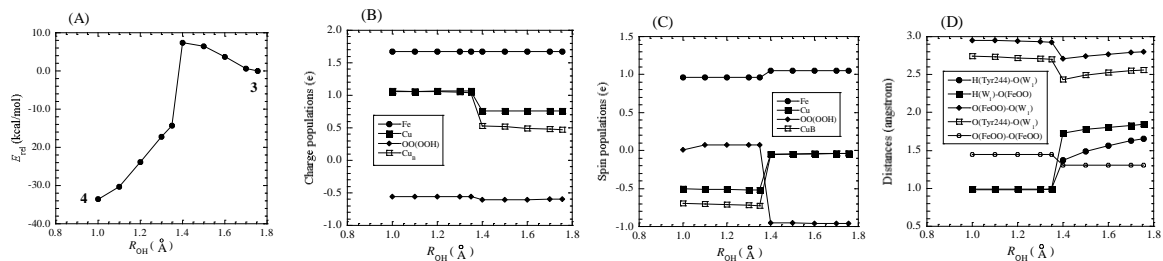 (A)
10.0
0.0
-10.0
-20.0
-30.0
-40.0
E_red (kcal/mol)
4
3
0.8 1.0 1.2 1.4 1.6 1.8
R_OH (Å)
(B)
2.0
1.5
1.0
0.5
0.0
-0.5
-1.0
Charge populations (e)
Fe
Cu
OO(OOH)
Cu_B
0.8 1.0 1.2 1.4 1.6 1.8
R_OH (Å)
(C)
1.5
1.0
0.5
0.0
-0.5
-1.0
Spin populations (e)
Fe
Cu
OO(OOH)
CuB
0.8 1.0 1.2 1.4 1.6 1.8
R_OH (Å)
(D)
3.0
2.5
2.0
1.5
1.0
0.5
Distances (angstrom)
H(Tyr244)-O(W_1)
H(W_1)-O(FeOO)
O(FeOO)-O(W_1)
O(Tyr244)-O(W_1)
O(FeOO)-O(FeOO)
0.8 1.0 1.2 1.4 1.6 1.8
R_OH (Å)